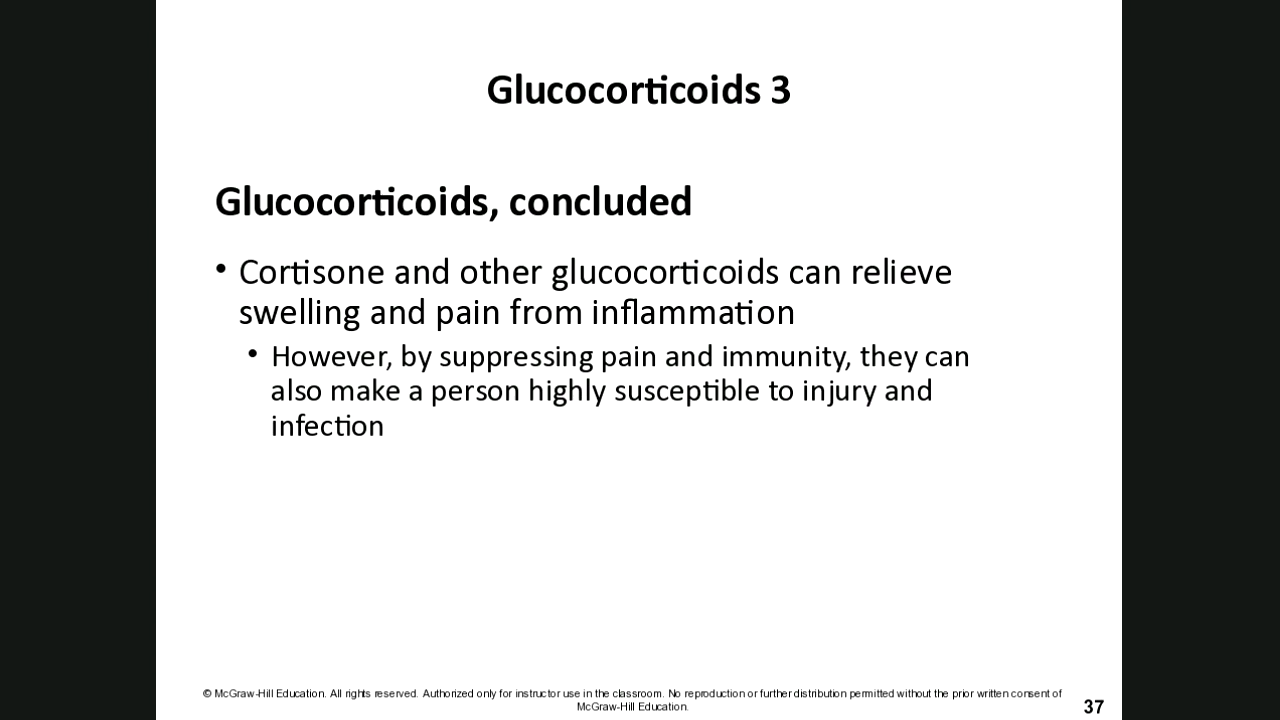 Glucocorticoids 3
Glucocorticoids, concluded
• Cortisone and other glucocorticoids can relieve
swelling and pain from inflammation
• However, by suppressing pain and immunity, they can
also make a person highly susceptible to injury and
infection
© McGraw-Hill Education. All rights reserved. Authorized only for instructor use in the classroom. No reproduction or further distribution permitted without the prior written consent of
McGraw-Hill Education.
37